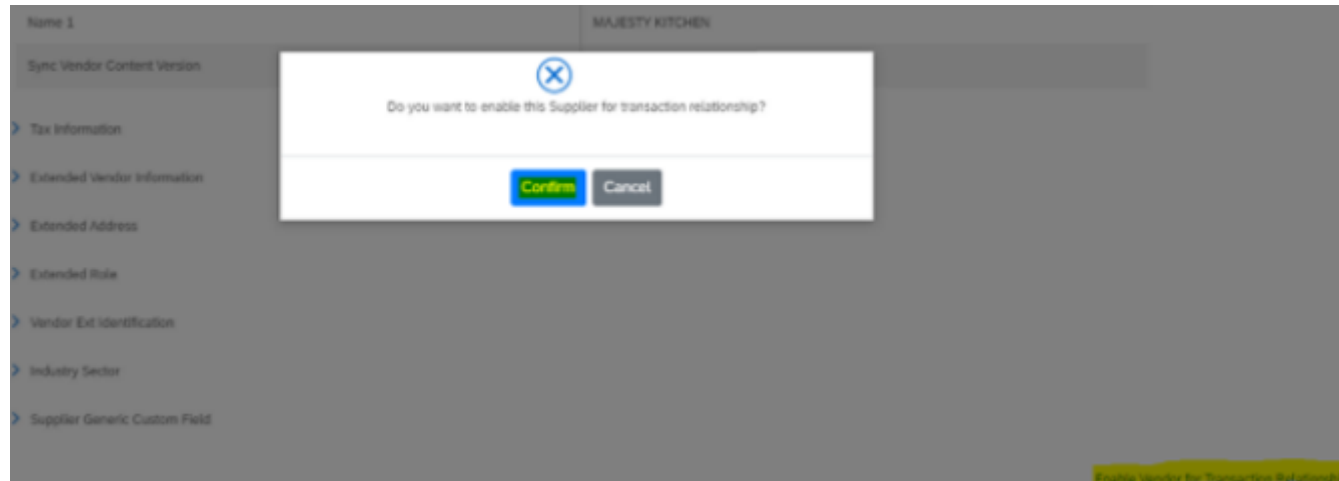 Name 1 MAJESTY KITCHEN
Sync Vendor Content Version
Do you want to enable this Supplier for transaction relationship?
Confirm Cancel
Tax Information
Extended Vendor Information
Extended Address
Extended Role
Vendor Ext Identification
Industry Sector
Supplier Generic Custom Field
Enable Vendor for Transaction Relationsh